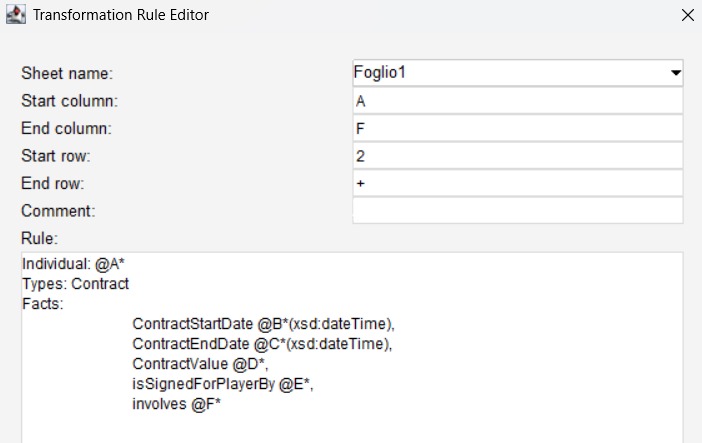 Transformation Rule Editor
Sheet name: Foglio1
Start column: A
End column: F
Start row: 2
End row: +
Comment:
Rule:
Individual: @A*
Types: Contract
Facts:
ContractStartDate @B*(xsd:dateTime),
ContractEndDate @C*(xsd:dateTime),
ContractValue @D*,
isSignedForPlayerBy @E*,
involves @F*